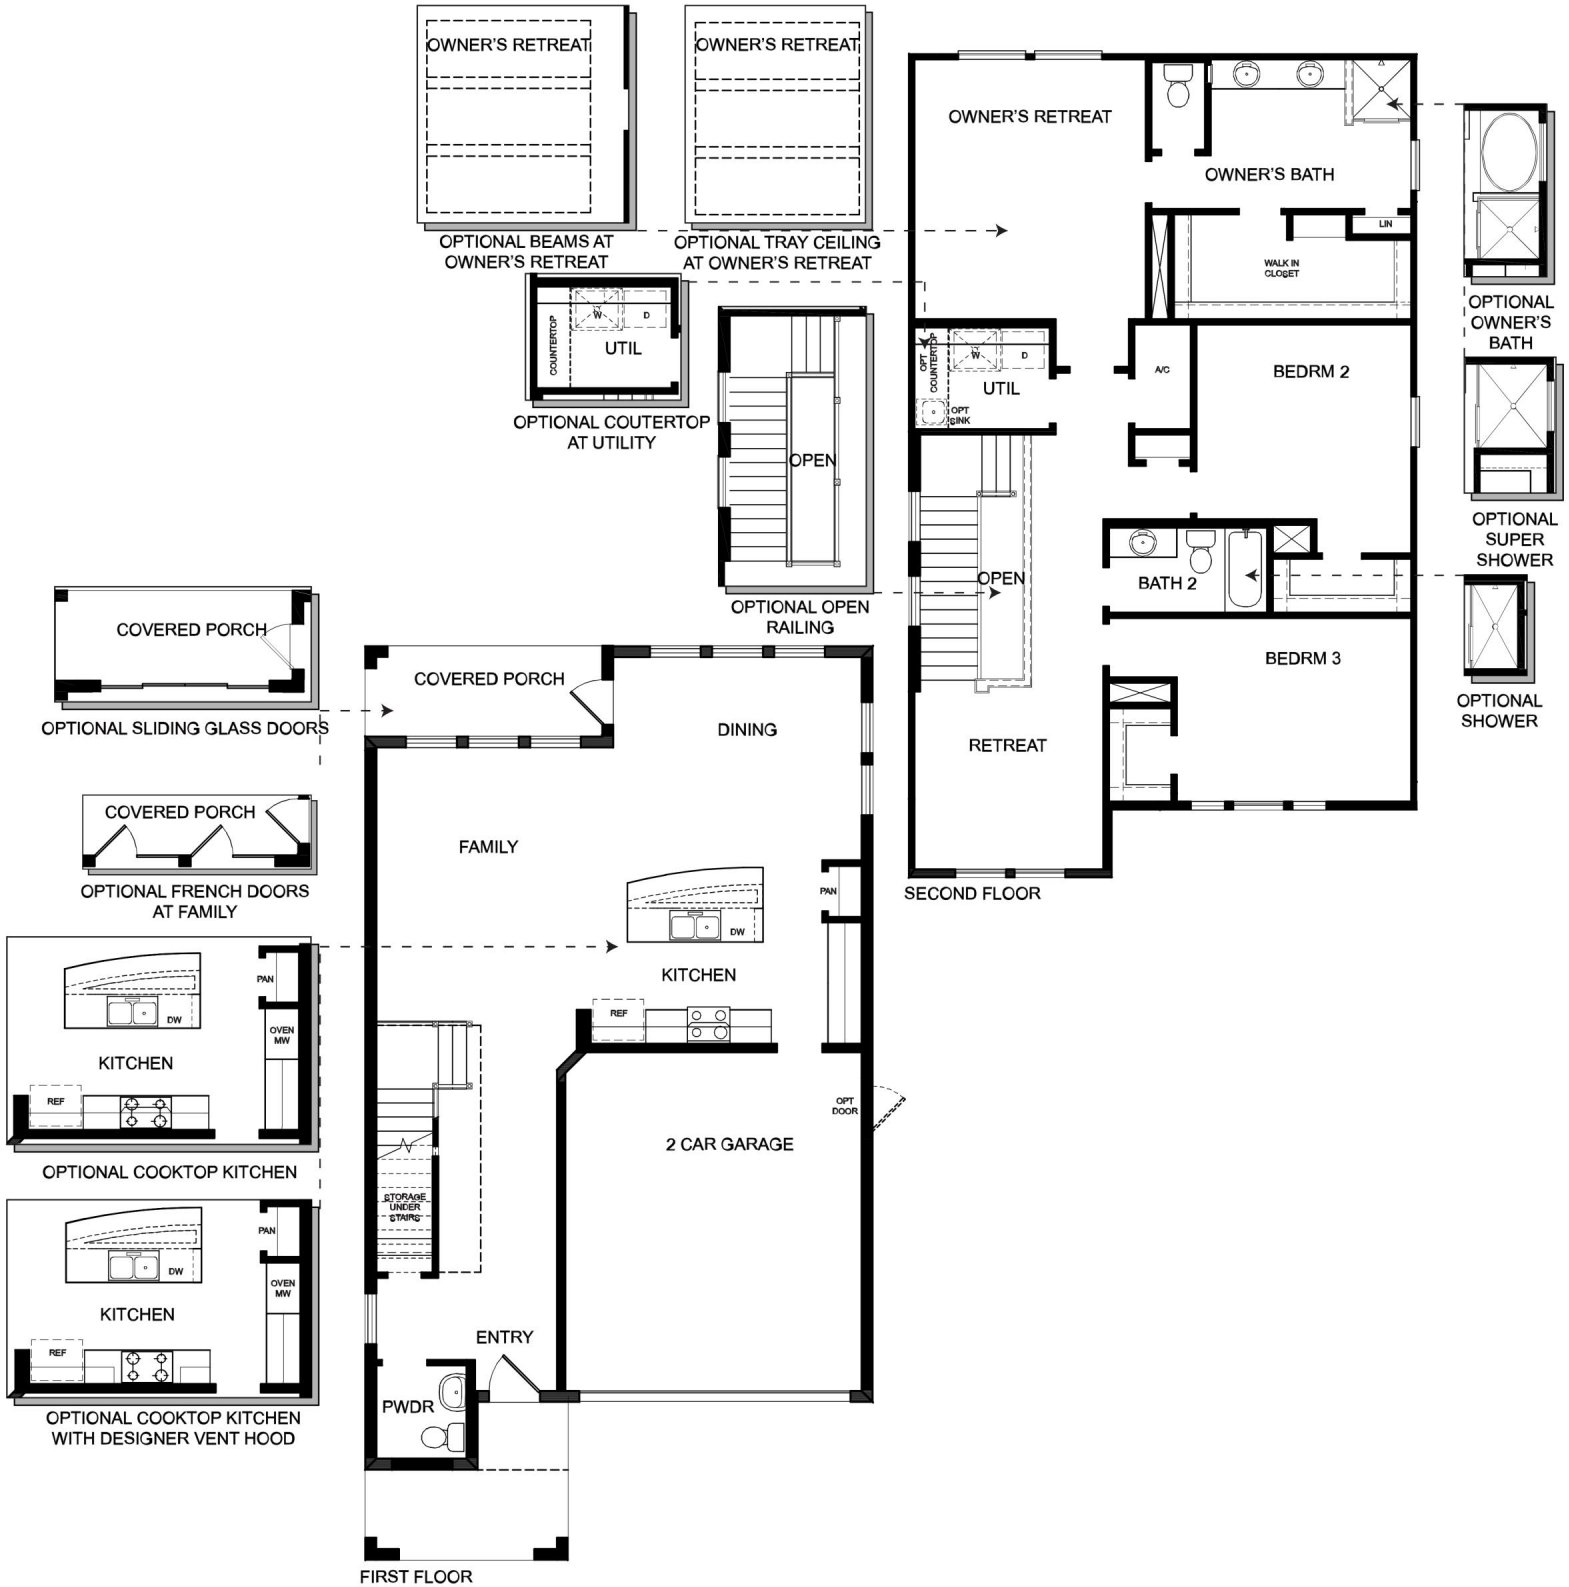 OWNER'S RETREAT
OPTIONAL BEAMS AT
OWNER'S RETREAT
OWNER'S RETREAT
OPTIONAL TRAY CEILING
AT OWNER'S RETREAT
COUNTERTOP
W
D
UTIL
OPTIONAL COUTERTOP
AT UTILITY
OPEN
OPTIONAL OPEN
RAILING
OWNER'S RETREAT
OWNER'S BATH
LIN
WALK IN
CLOSET
OPT
COUNTERTOP
W
D
UTIL
OPT
SINK
A/C
BEDRM 2
OPEN
BATH 2
BEDRM 3
RETREAT
SECOND FLOOR
OPTIONAL
OWNER'S
BATH
OPTIONAL
SUPER
SHOWER
OPTIONAL
SHOWER
COVERED PORCH
OPTIONAL SLIDING GLASS DOORS
COVERED PORCH
OPTIONAL FRENCH DOORS
AT FAMILY
PAN
DW
OVEN
MW
KITCHEN
REF
OPTIONAL COOKTOP KITCHEN
PAN
DW
OVEN
MW
KITCHEN
REF
OPTIONAL COOKTOP KITCHEN
WITH DESIGNER VENT HOOD
COVERED PORCH
DINING
FAMILY
PAN
DW
KITCHEN
REF
OPT
DOOR
2 CAR GARAGE
STORAGE
UNDER
STAIRS
ENTRY
PWDR
FIRST FLOOR